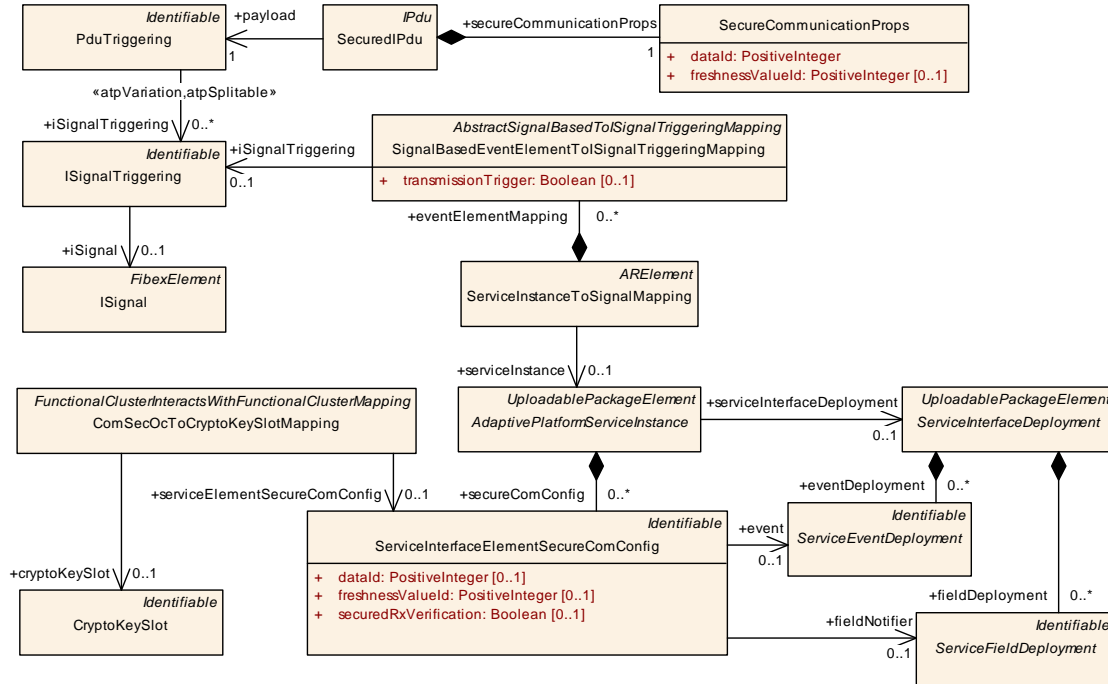 Identifiable
PduTriggering
+payload
1
IPdu
SecuredIPdu
+secureCommunicationProps
1
SecureCommunicationProps
+ dataId: PositiveInteger
+ freshnessValueId: PositiveInteger [0..1]
«atpVariation,atpSplitable»
+iSignalTriggering 0..*
Identifiable
ISignalTriggering
+iSignalTriggering
0..1
AbstractSignalBasedToISignalTriggeringMapping
SignalBasedEventElementToISignalTriggeringMapping
+ transmissionTrigger: Boolean [0..1]
+iSignal 0..1
+eventElementMapping 0..*
FibexElement
ISignal
ARElement
ServiceInstanceToSignalMapping
+serviceInstance 0..1
FunctionalClusterInteractsWithFunctionalClusterMapping
ComSecOcToCryptoKeySlotMapping
UploadablePackageElement
AdaptivePlatformServiceInstance
+serviceInterfaceDeployment
0..1
UploadablePackageElement
ServiceInterfaceDeployment
+serviceElementSecureComConfig 0..1
+secureComConfig 0..*
+eventDeployment 0..*
Identifiable
ServiceInterfaceElementSecureComConfig
+ dataId: PositiveInteger [0..1]
+ freshnessValueId: PositiveInteger [0..1]
+ securedRxVerification: Boolean [0..1]
+event
0..1
Identifiable
ServiceEventDeployment
+cryptoKeySlot 0..1
Identifiable
CryptoKeySlot
+fieldDeployment 0..*
+fieldNotifier
0..1
Identifiable
ServiceFieldDeployment